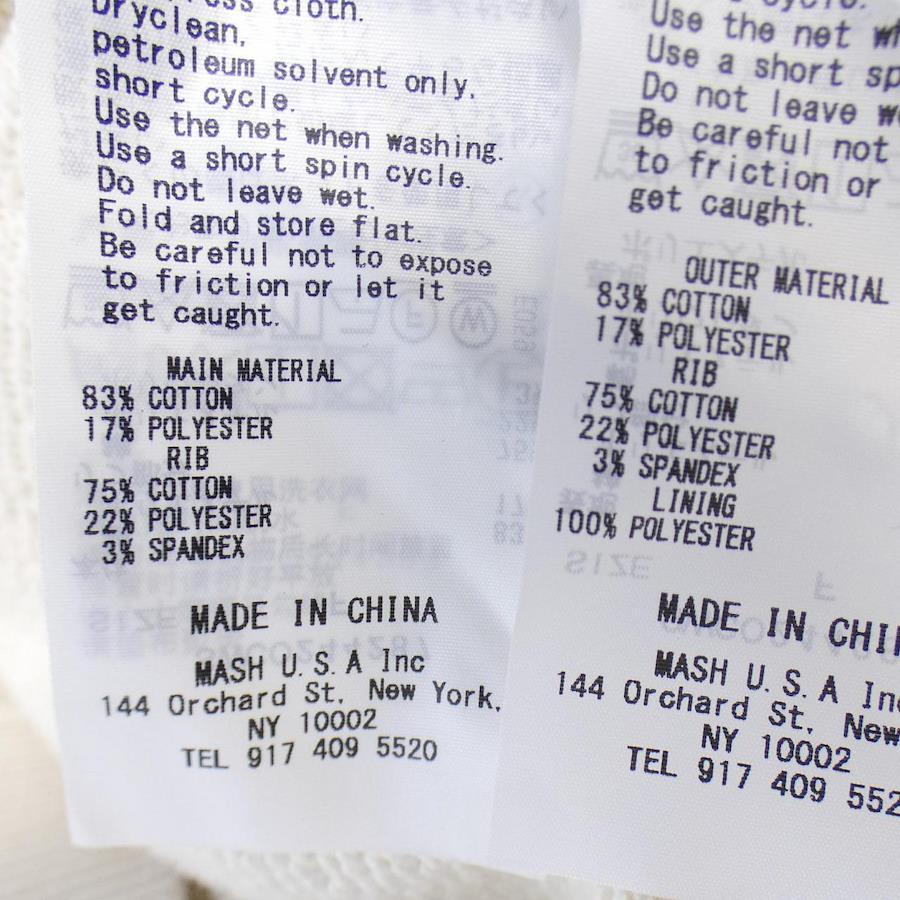 cloth.
Dryclean,
petroleum solvent only,
short cycle.
Use the net when washing.
Use a short spin cycle.
Do not leave wet.
Fold and store flat.
Be careful not to expose
to friction or let it
get caught.
MAIN MATERIAL
83% COTTON
17% POLYESTER
RIB
75% COTTON
22% POLYESTER
3% SPANDEX
MADE IN CHINA
MASH U.S.A Inc
144 Orchard St, New York,
NY 10002
TEL 917 409 5520
Use the net
Use a short
Do not leave
Be careful not
to friction or
get caught.
OUTER MATERIAL
83% COTTON
17% POLYESTER
RIB
75% COTTON
22% POLYESTER
3% SPANDEX
LINING
100% POLYESTER
MADE IN
MASH U.S.A
144 Orchard St, New
NY 10002
TEL 917 409